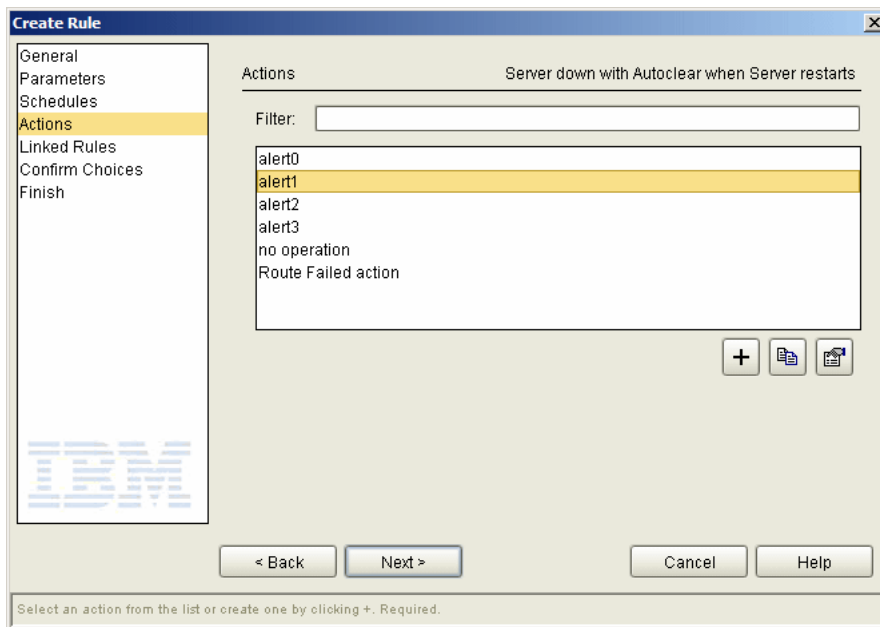 Create Rule
General
Parameters
Schedules
Actions
Linked Rules
Confirm Choices
Finish
IBM
Actions Server down with Autoclear when Server restarts
Filter:
alert0
alert1
alert2
alert3
no operation
Route Failed action
< Back Next > Cancel Help
Select an action from the list or create one by clicking +. Required.